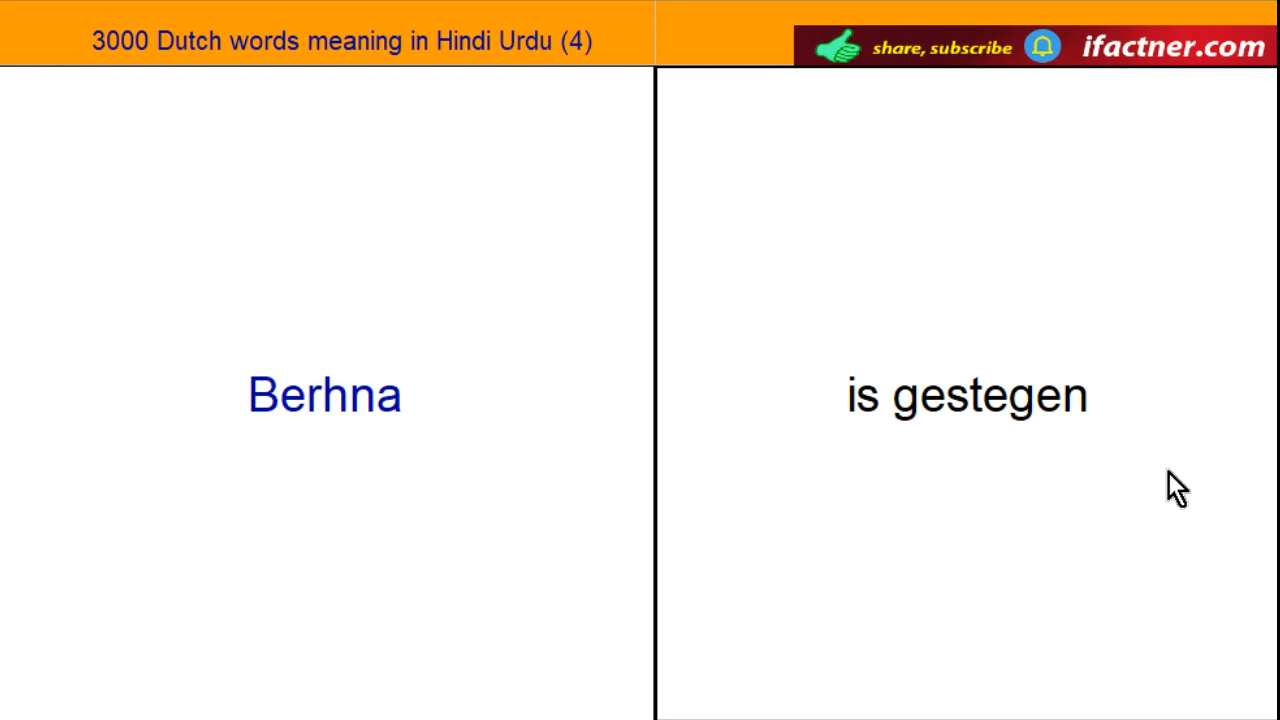 3000 Dutch words meaning in Hindi Urdu (4)
share, subscribe
ifactner.com
Berhna
is gestegen